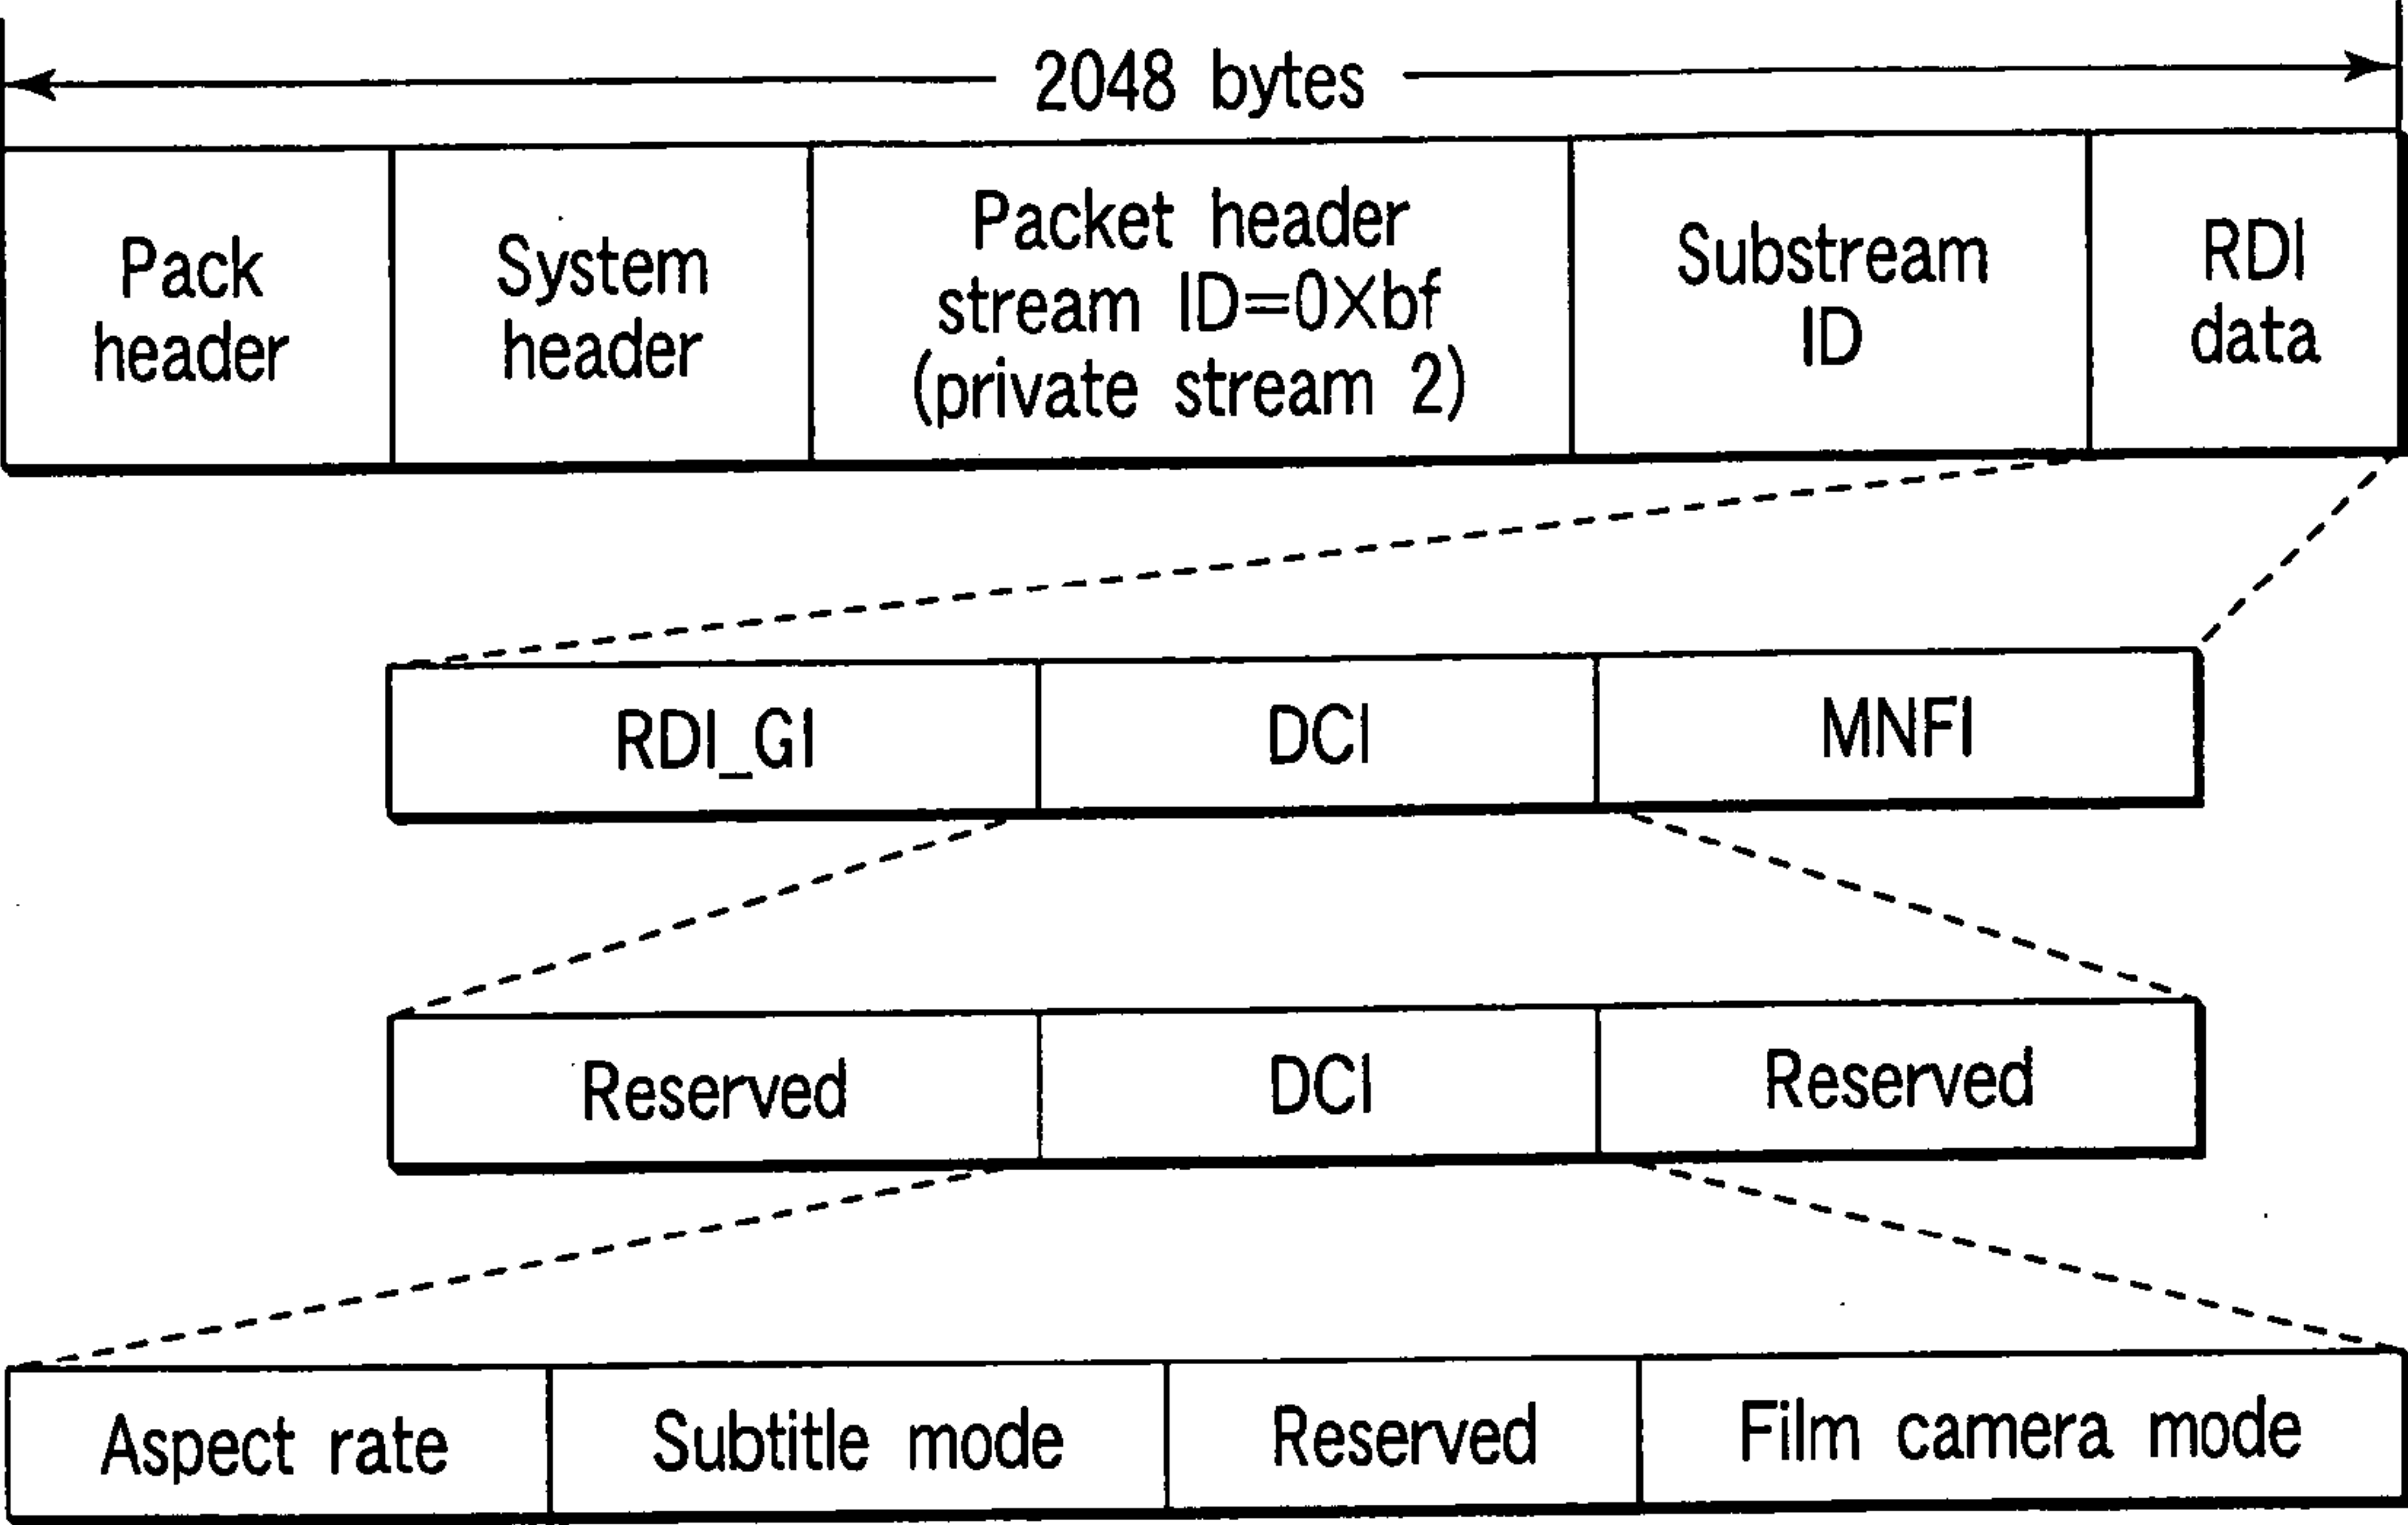 2048 bytes
Pack
header
System
header
Packet header
stream ID=0Xbf
(private stream 2)
Substream
ID
RDI
data
RDI_GI
DCI
MNFI
Reserved
DCI
Reserved
Aspect rate
Subtitle mode
Reserved
Film camera mode